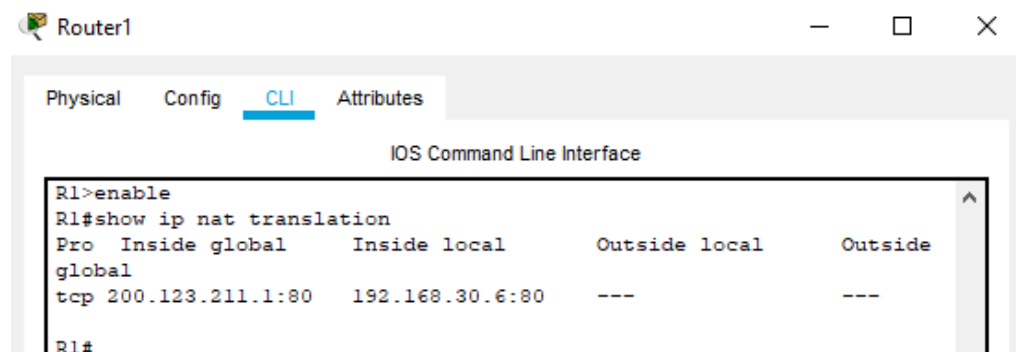 Router1
Physical Config CLI Attributes
IOS Command Line Interface
R1>enable
R1#show ip nat translation
Pro  Inside global     Inside local       Outside local      Outside
global
tcp 200.123.211.1:80   192.168.30.6:80    ---                ---
R1#